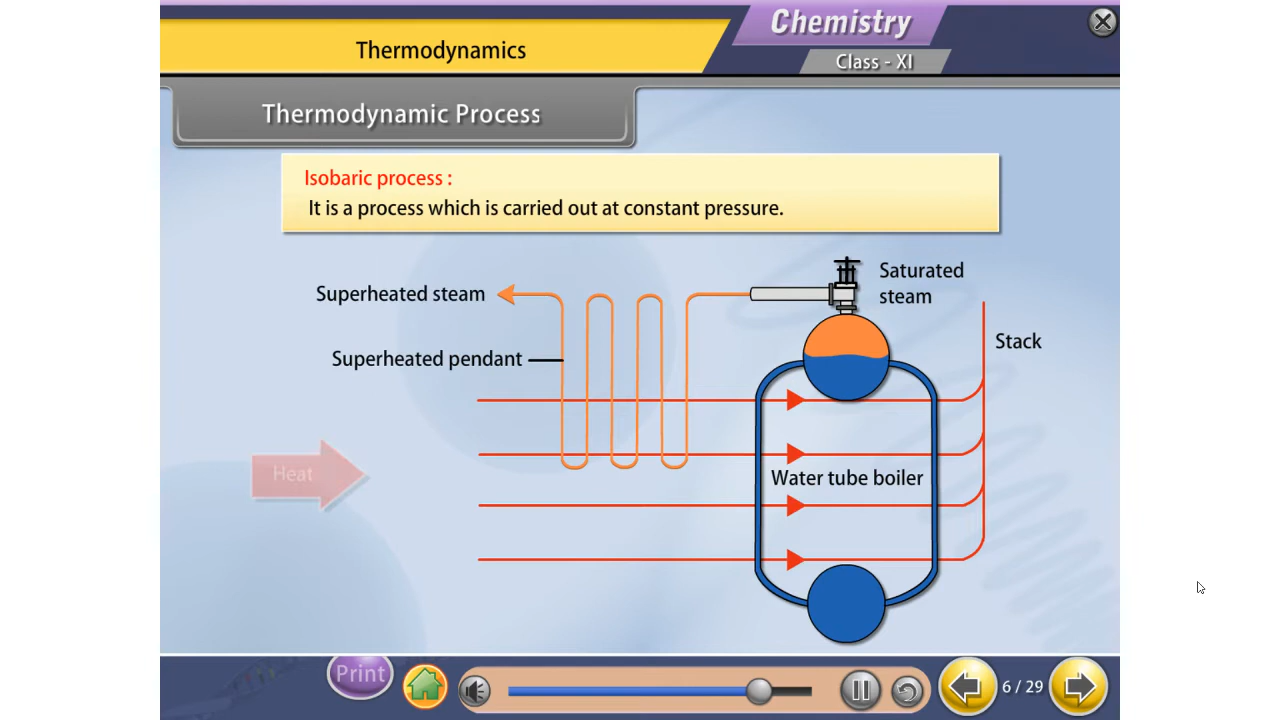 Chemistry
Thermodynamics
Class - XI
Thermodynamic Process
Isobaric process :
It is a process which is carried out at constant pressure.
Saturated
steam
Superheated steam
Stack
Superheated pendant
Heat
Water tube boiler
Print
6 / 29